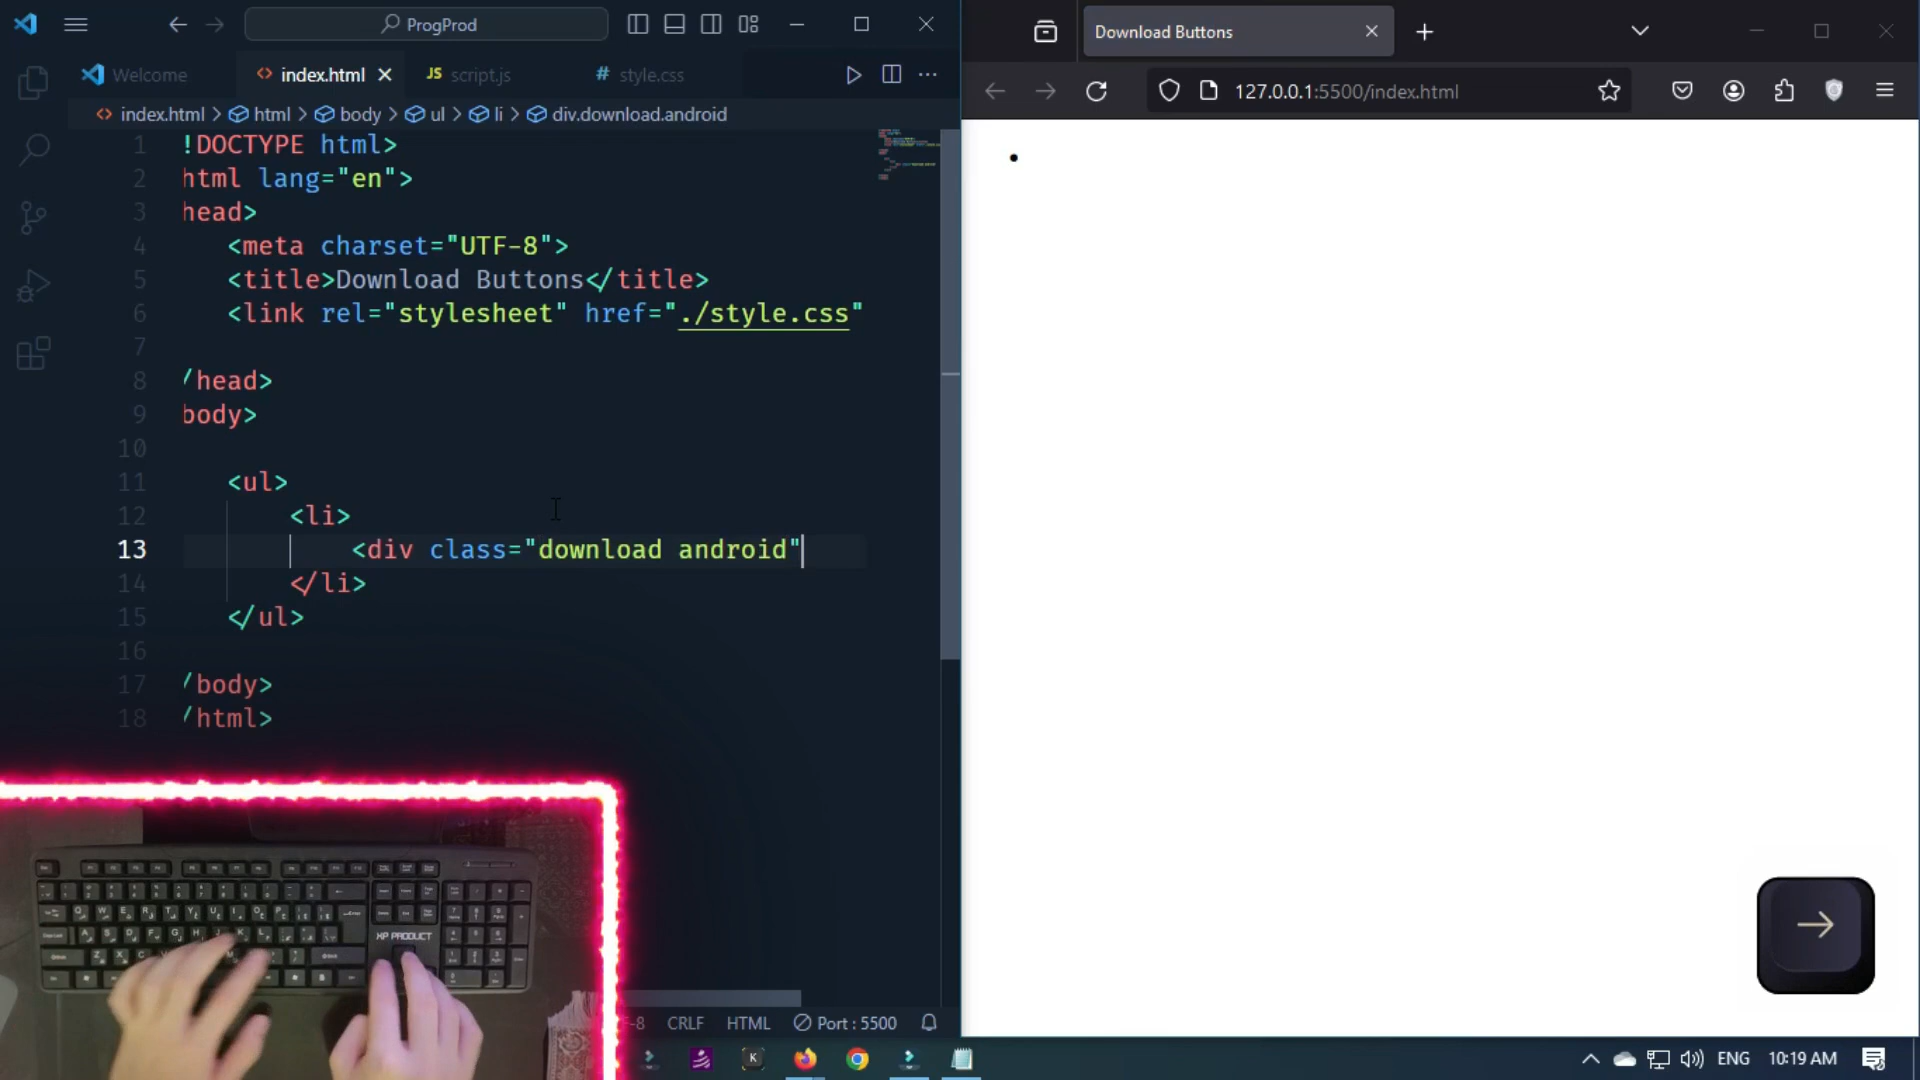 ProgProd
Welcome
index.html
JS script.js
# style.css
index.html > html > body > ul > li > div.download.android
1 !DOCTYPE html>
2 html lang="en">
3 head>
4 <meta charset="UTF-8">
5 <title>Download Buttons</title>
6 <link rel="stylesheet" href="./style.css"
7
8 /head>
9 body>
10
11 <ul>
12 <li>
13 <div class="download android"
14 </li>
15 </ul>
16
17 /body>
18 /html>
-8 CRLF HTML Port : 5500
Download Buttons
127.0.0.1:5500/index.html
XP PRODUCT
→
K
ENG 10:19 AM